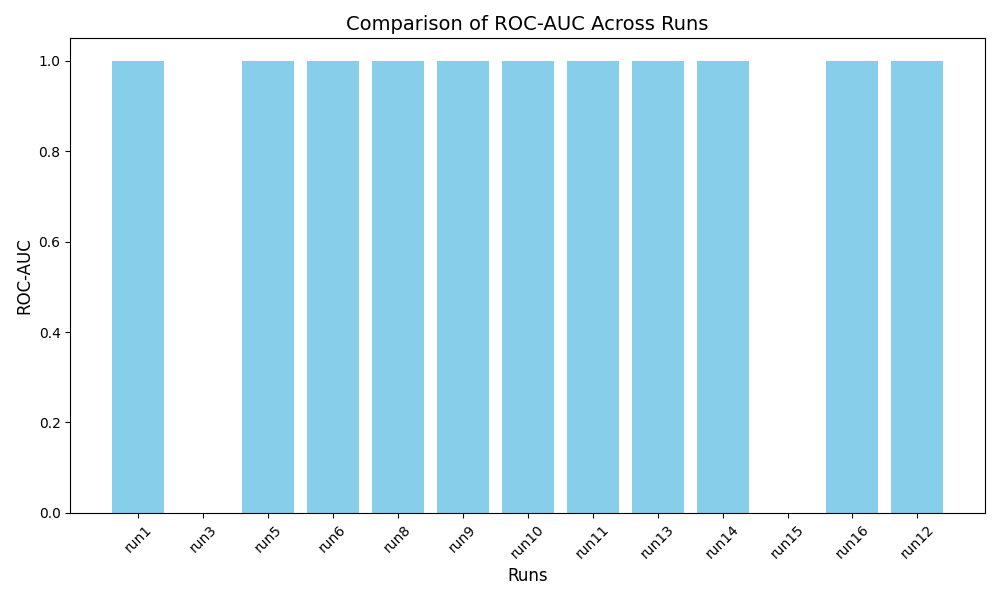 Comparison of ROC-AUC Across Runs
ROC-AUC
1.0
0.8
0.6
0.4
0.2
0.0
run1 run3 run5 run6 run8 run9 run10 run11 run13 run14 run15 run16 run12
Runs